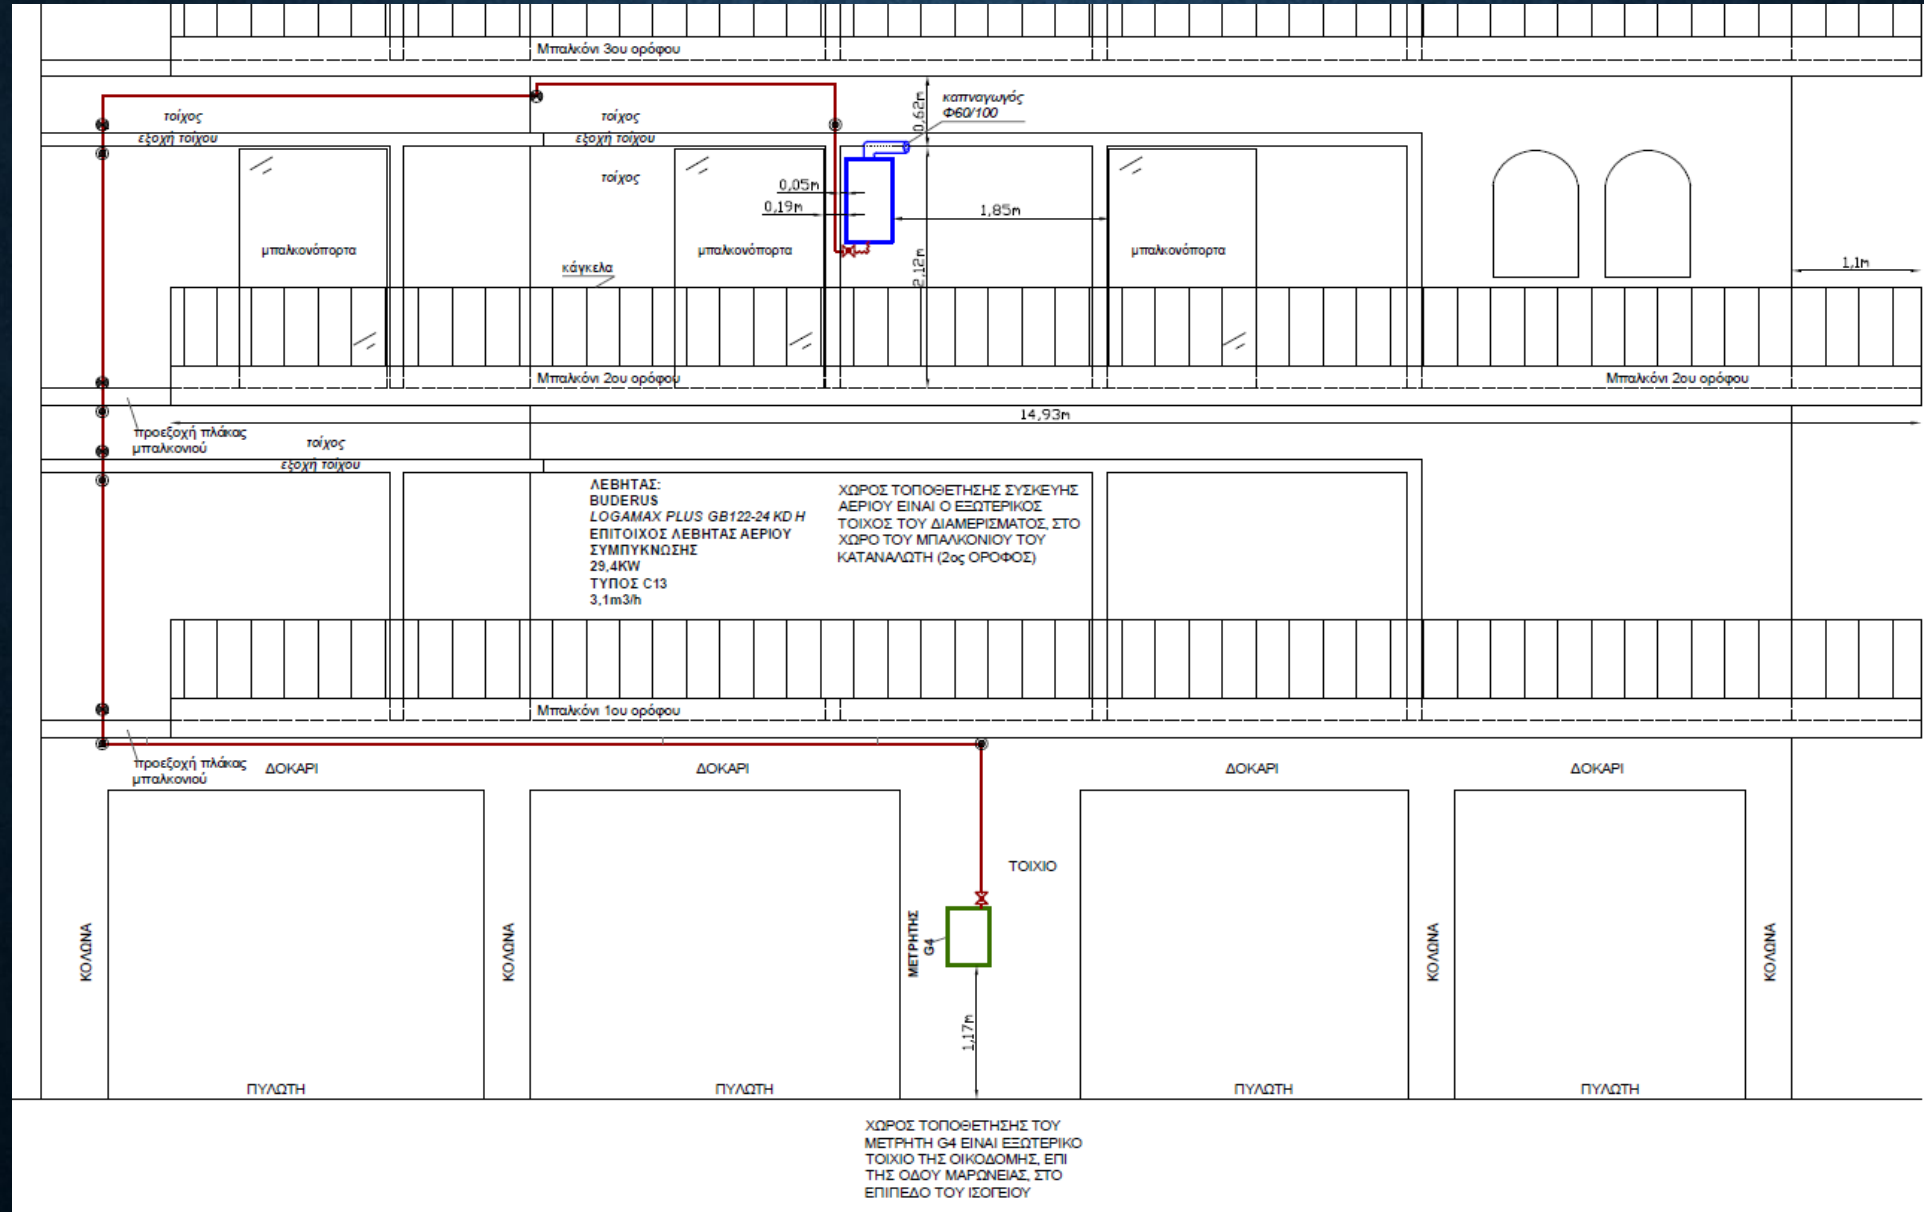 Μπαλκόνι 3ου ορόφου
καπναγωγός
Φ60/100
0,62m
τοίχος
εξοχή τοίχου
τοίχος
εξοχή τοίχου
τοίχος
0,05m
0,19m
1,85m
μπαλκονόπορτα
μπαλκονόπορτα
μπαλκονόπορτα
κάγκελα
2,12m
1,1m
Μπαλκόνι 2ου ορόφου
Μπαλκόνι 2ου ορόφου
14,93m
προεξοχή πλάκας
μπαλκονιού
τοίχος
εξοχή τοίχου
ΛΕΒΗΤΑΣ:
BUDERUS
LOGAMAX PLUS GB122-24 KD H
ΕΠΙΤΟΙΧΟΣ ΛΕΒΗΤΑΣ ΑΕΡΙΟΥ
ΣΥΜΠΥΚΝΩΣΗΣ
29,4KW
ΤΥΠΟΣ C13
3,1m3/h
ΧΩΡΟΣ ΤΟΠΟΘΕΤΗΣΗΣ ΣΥΣΚΕΥΗΣ
ΑΕΡΙΟΥ ΕΙΝΑΙ Ο ΕΞΩΤΕΡΙΚΟΣ
ΤΟΙΧΟΣ ΤΟΥ ΔΙΑΜΕΡΙΣΜΑΤΟΣ, ΣΤΟ
ΧΩΡΟ ΤΟΥ ΜΠΑΛΚΟΝΙΟΥ ΤΟΥ
ΚΑΤΑΝΑΛΩΤΗ (2ος ΟΡΟΦΟΣ)
Μπαλκόνι 1ου ορόφου
προεξοχή πλάκας
μπαλκονιού
ΔΟΚΑΡΙ
ΔΟΚΑΡΙ
ΔΟΚΑΡΙ
ΔΟΚΑΡΙ
ΤΟΙΧΙΟ
ΚΟΛΩΝΑ
ΚΟΛΩΝΑ
ΜΕΤΡΗΤΗΣ
G4
ΚΟΛΩΝΑ
ΚΟΛΩΝΑ
1,17m
ΠΥΛΩΤΗ
ΠΥΛΩΤΗ
ΠΥΛΩΤΗ
ΠΥΛΩΤΗ
ΧΩΡΟΣ ΤΟΠΟΘΕΤΗΣΗΣ ΤΟΥ
ΜΕΤΡΗΤΗ G4 ΕΙΝΑΙ ΕΞΩΤΕΡΙΚΟ
ΤΟΙΧΙΟ ΤΗΣ ΟΙΚΟΔΟΜΗΣ, ΕΠΙ
ΤΗΣ ΟΔΟΥ ΜΑΡΩΝΕΙΑΣ, ΣΤΟ
ΕΠΙΠΕΔΟ ΤΟΥ ΙΣΟΓΕΙΟΥ